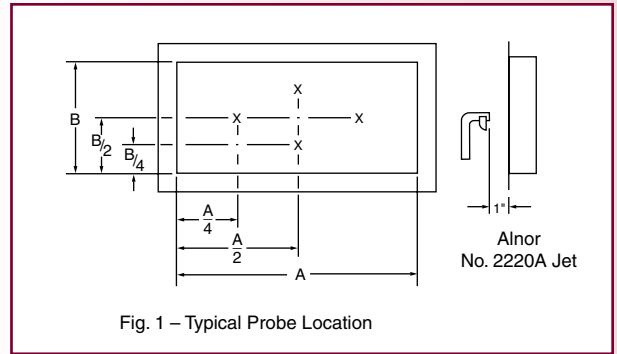 X
B
X
X
B/2
X
B/4
A
4
1"
A
2
Alnor
No. 2220A Jet
A
Fig. 1 – Typical Probe Location